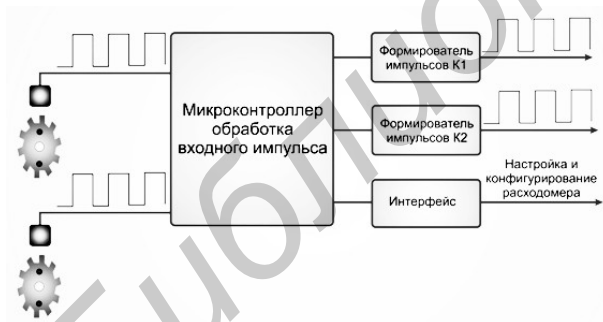 Формирователь
импульсов К1
Микроконтроллер
обработка
входного импульса
Формирователь
импульсов К2
Настройка и
конфигурирование
расходомера
Интерфейс